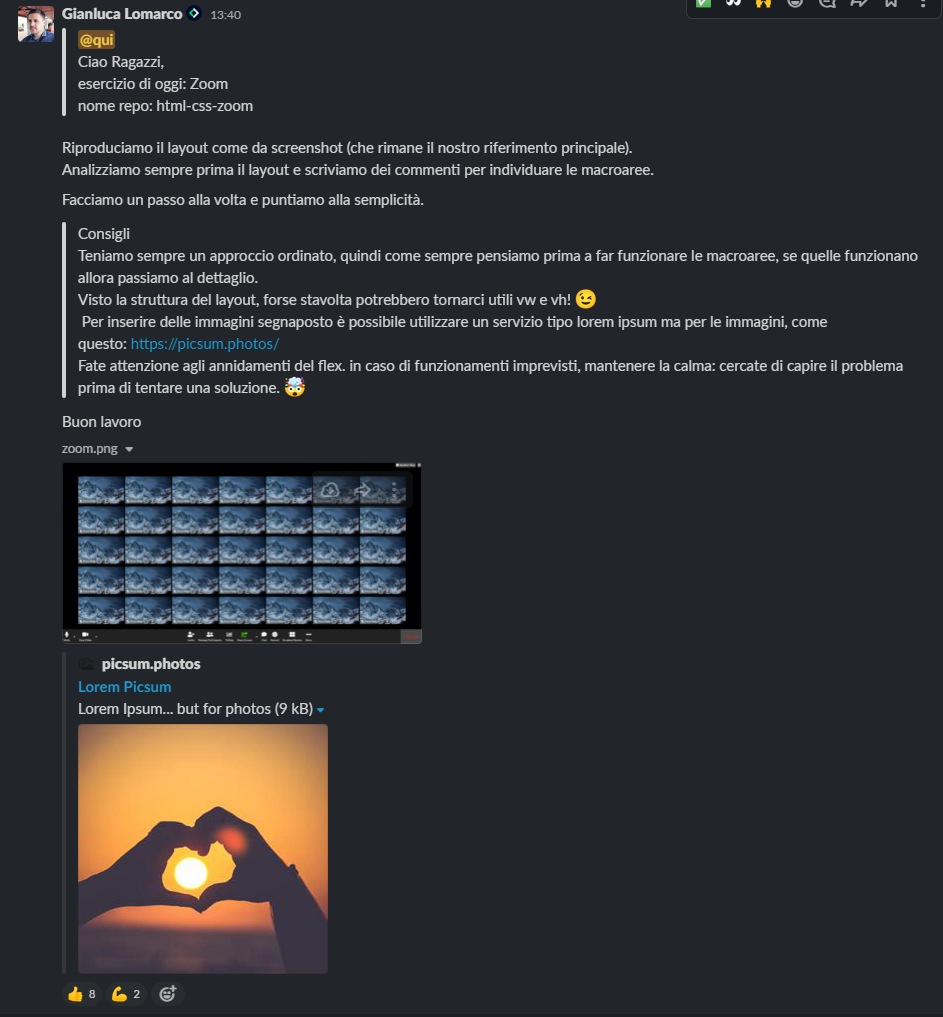 Gianluca Lomarco 13:40
@qui
Ciao Ragazzi,
esercizio di oggi: Zoom
nome repo: html-css-zoom
Riproduciamo il layout come da screenshot (che rimane il nostro riferimento principale).
Analizziamo sempre prima il layout e scriviamo dei commenti per individuare le macroaree.
Facciamo un passo alla volta e puntiamo alla semplicità.
Consigli
Teniamo sempre un approccio ordinato, quindi come sempre pensiamo prima a far funzionare le macroaree, se quelle funzionano
allora passiamo al dettaglio.
Visto la struttura del layout, forse stavolta potrebbero tornarci utili vw e vh! 😉
Per inserire delle immagini segnaposto è possibile utilizzare un servizio tipo lorem ipsum ma per le immagini, come
questo: https://picsum.photos/
Fate attenzione agli annidamenti del flex. in caso di funzionamenti imprevisti, mantenere la calma: cercate di capire il problema
prima di tentare una soluzione. 🤯
Buon lavoro
zoom.png
picsum.photos
Lorem Picsum
Lorem Ipsum... but for photos (9 kB)
👍 8 💪 2